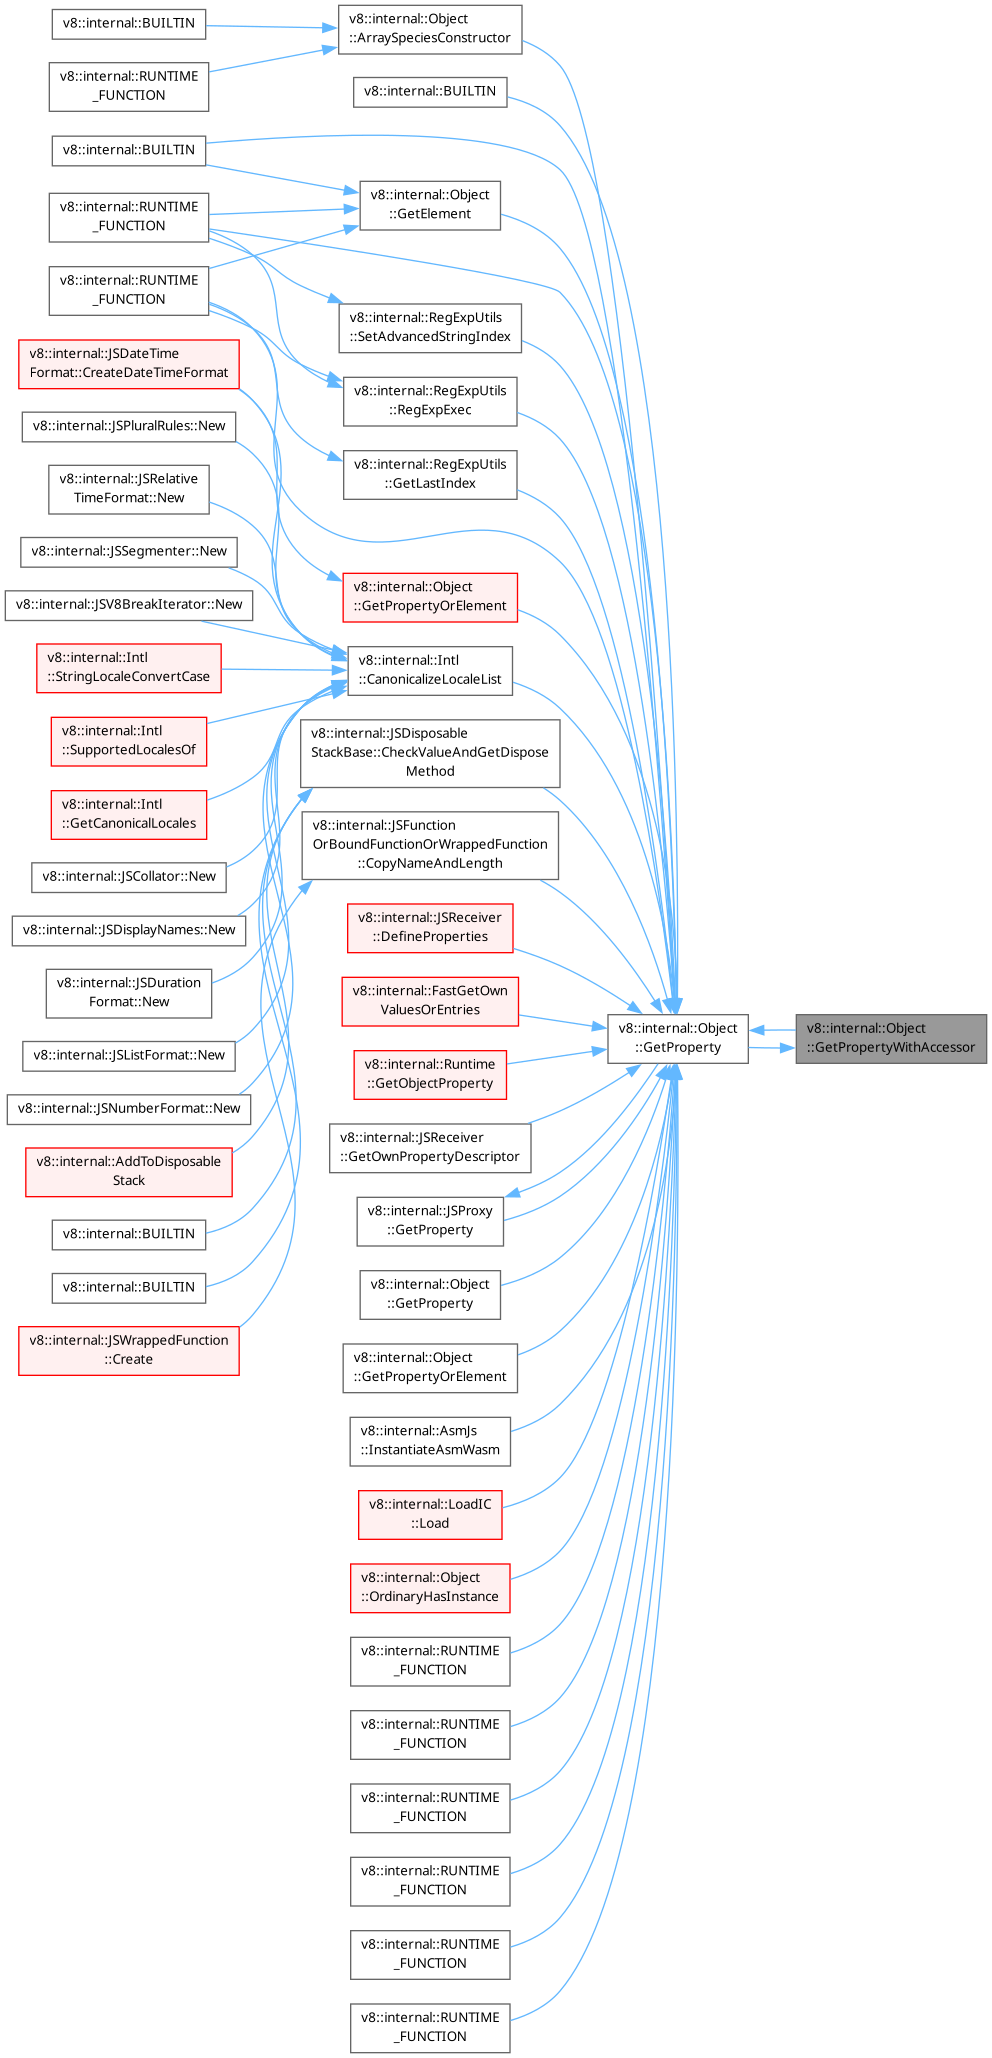 v8::internal::BUILTIN
v8::internal::RUNTIME
_FUNCTION
v8::internal::BUILTIN
v8::internal::RUNTIME
_FUNCTION
v8::internal::RUNTIME
_FUNCTION
v8::internal::JSDateTime
Format::CreateDateTimeFormat
v8::internal::JSPluralRules::New
v8::internal::JSRelative
TimeFormat::New
v8::internal::JSSegmenter::New
v8::internal::JSV8BreakIterator::New
v8::internal::Intl
::StringLocaleConvertCase
v8::internal::Intl
::SupportedLocalesOf
v8::internal::Intl
::GetCanonicalLocales
v8::internal::JSCollator::New
v8::internal::JSDisplayNames::New
v8::internal::JSDuration
Format::New
v8::internal::JSListFormat::New
v8::internal::JSNumberFormat::New
v8::internal::AddToDisposable
Stack
v8::internal::BUILTIN
v8::internal::BUILTIN
v8::internal::JSWrappedFunction
::Create
v8::internal::Object
::ArraySpeciesConstructor
v8::internal::BUILTIN
v8::internal::Object
::GetElement
v8::internal::RegExpUtils
::SetAdvancedStringIndex
v8::internal::RegExpUtils
::RegExpExec
v8::internal::RegExpUtils
::GetLastIndex
v8::internal::Object
::GetPropertyOrElement
v8::internal::Intl
::CanonicalizeLocaleList
v8::internal::JSDisposable
StackBase::CheckValueAndGetDispose
Method
v8::internal::JSFunction
OrBoundFunctionOrWrappedFunction
::CopyNameAndLength
v8::internal::JSReceiver
::DefineProperties
v8::internal::FastGetOwn
ValuesOrEntries
v8::internal::Runtime
::GetObjectProperty
v8::internal::JSReceiver
::GetOwnPropertyDescriptor
v8::internal::JSProxy
::GetProperty
v8::internal::Object
::GetProperty
v8::internal::Object
::GetPropertyOrElement
v8::internal::AsmJs
::InstantiateAsmWasm
v8::internal::LoadIC
::Load
v8::internal::Object
::OrdinaryHasInstance
v8::internal::RUNTIME
_FUNCTION
v8::internal::RUNTIME
_FUNCTION
v8::internal::RUNTIME
_FUNCTION
v8::internal::RUNTIME
_FUNCTION
v8::internal::RUNTIME
_FUNCTION
v8::internal::RUNTIME
_FUNCTION
v8::internal::Object
::GetProperty
v8::internal::Object
::GetPropertyWithAccessor